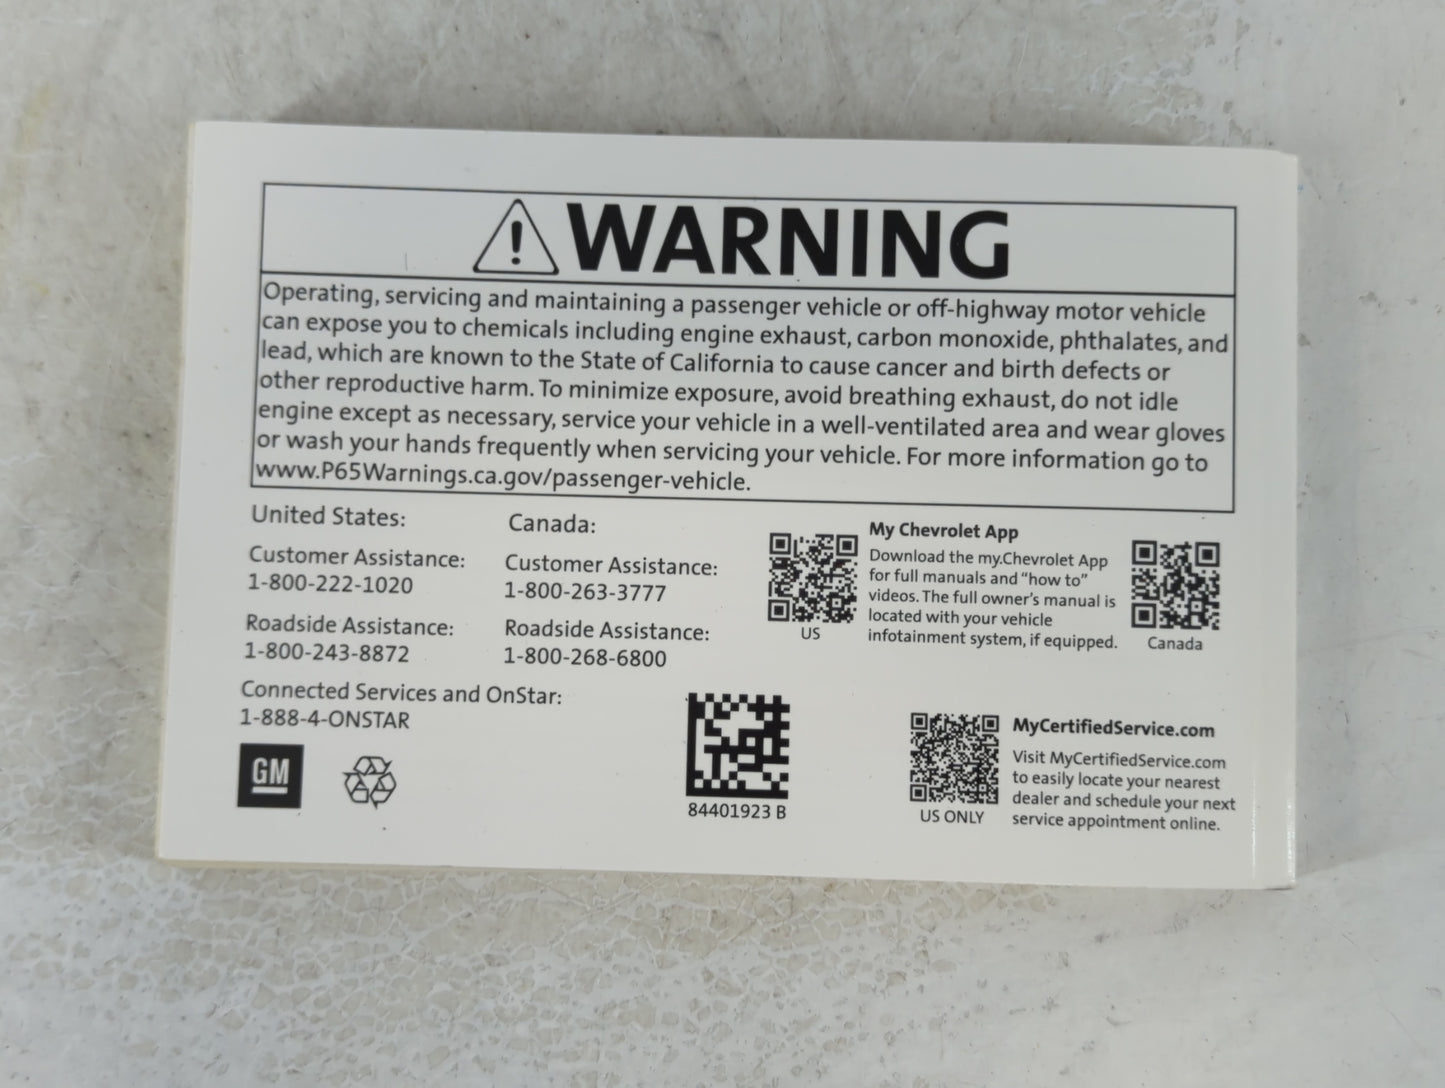 WARNING
Operating, servicing and maintaining a passenger vehicle or off-highway motor vehicle
can expose you to chemicals including engine exhaust, carbon monoxide, phthalates, and
lead, which are known to the State of California to cause cancer and birth defects or
other reproductive harm. To minimize exposure, avoid breathing exhaust, do not idle
engine except as necessary, service your vehicle in a well-ventilated area and wear gloves
or wash your hands frequently when servicing your vehicle. For more information go to
www.P65Warnings.ca.gov/passenger-vehicle.
United States:
Customer Assistance:
1-800-222-1020
Roadside Assistance:
1-800-243-8872
Connected Services and OnStar:
1-888-4-ONSTAR
GM
Canada:
Customer Assistance:
1-800-263-3777
Roadside Assistance:
1-800-268-6800
84401923 B
US
My Chevrolet App
Download the my.Chevrolet App
for full manuals and “how to”
videos. The full owner’s manual is
located with your vehicle
infotainment system, if equipped.
Canada
US ONLY
MyCertifiedService.com
Visit MyCertifiedService.com
to easily locate your nearest
dealer and schedule your next
service appointment online.